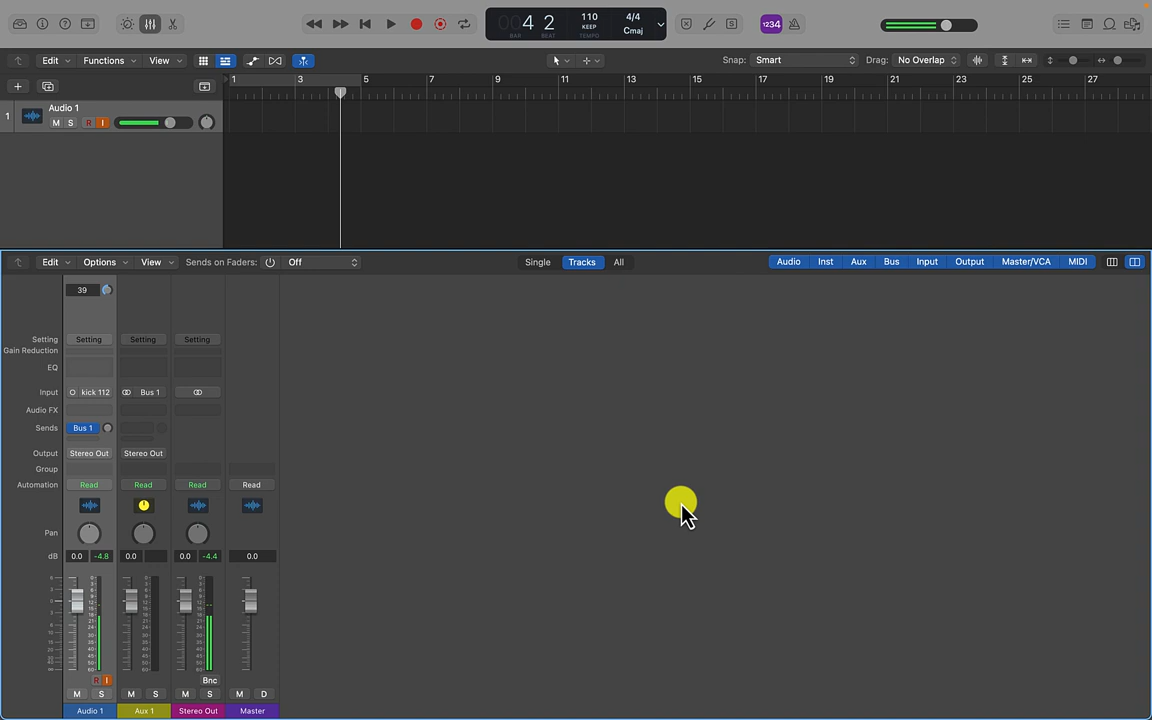 4 2 110 4/4
KEEP Cmaj
BAR BEAT TEMPO
1234
Edit Functions View Snap: Smart Drag: No Overlap
1 3 5 7 9 11 13 15 17 19 21 23 25 27
1 Audio 1
M S R I
Edit Options View Sends on Faders: Off Single Tracks All Audio Inst Aux Bus Input Output Master/VCA MIDI
39
Setting Setting Setting Setting
Gain Reduction
EQ
Input kick 112 Bus 1
Audio FX
Sends Bus 1
Output Stereo Out Stereo Out
Group
Automation Read Read Read Read
Pan
dB 0.0 -4.8 0.0 0.0 -4.4 0.0
R I Bnc
M S M S M S M D
Audio 1 Aux 1 Stereo Out Master